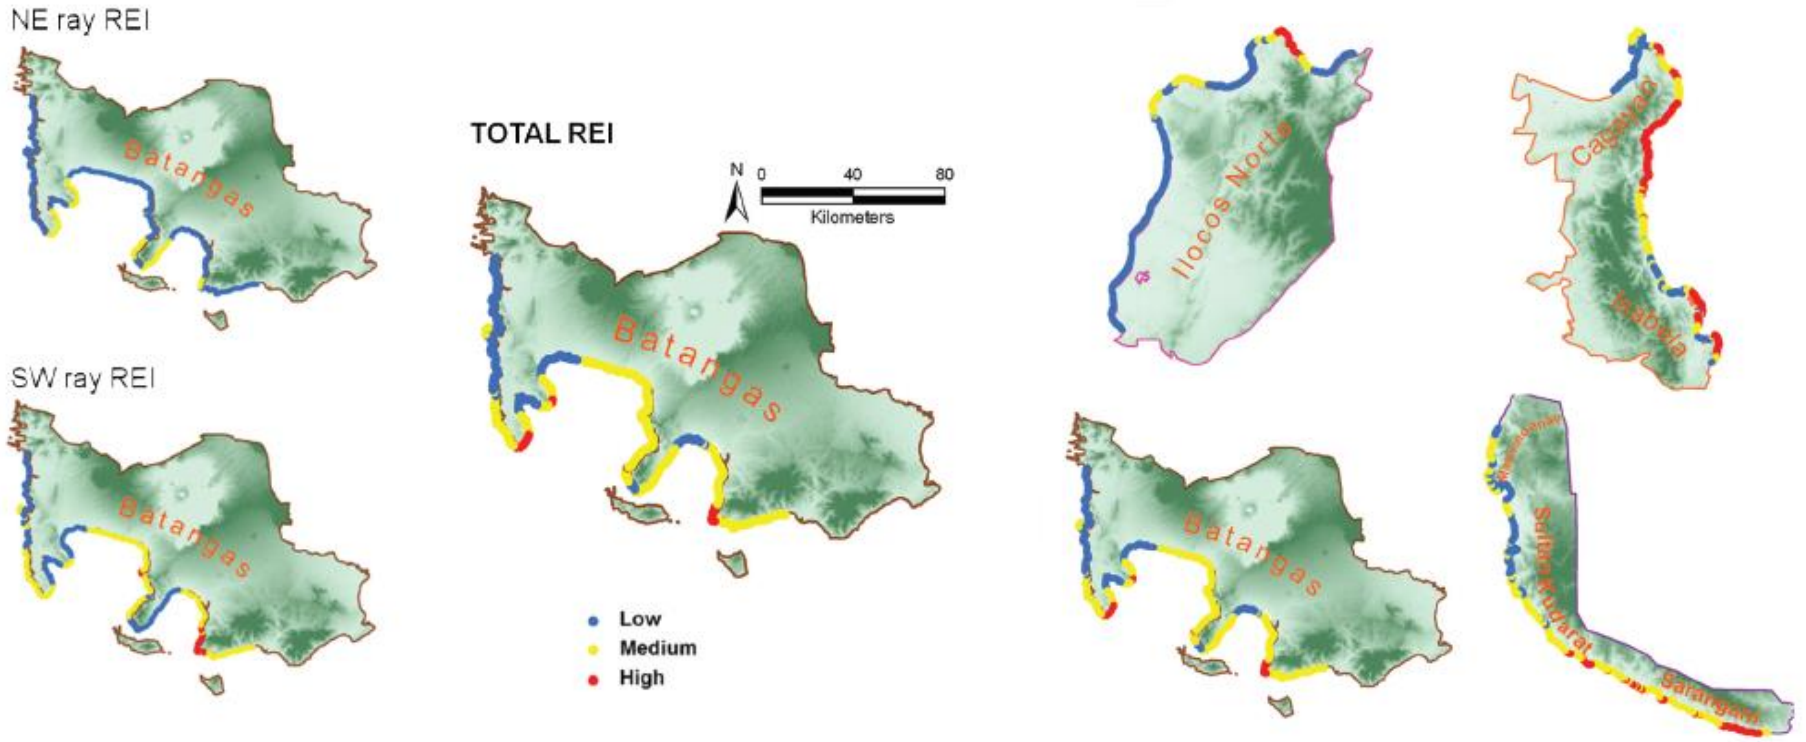 NE ray REI
Batangas
SW ray REI
Batangas
TOTAL REI
N
0 40 80
Kilometers
Batangas
Low
Medium
High
Ilocos Norte
Cagayan
Isabela
Batangas
Maguindanao
Sultan Kudarat
Sarangani